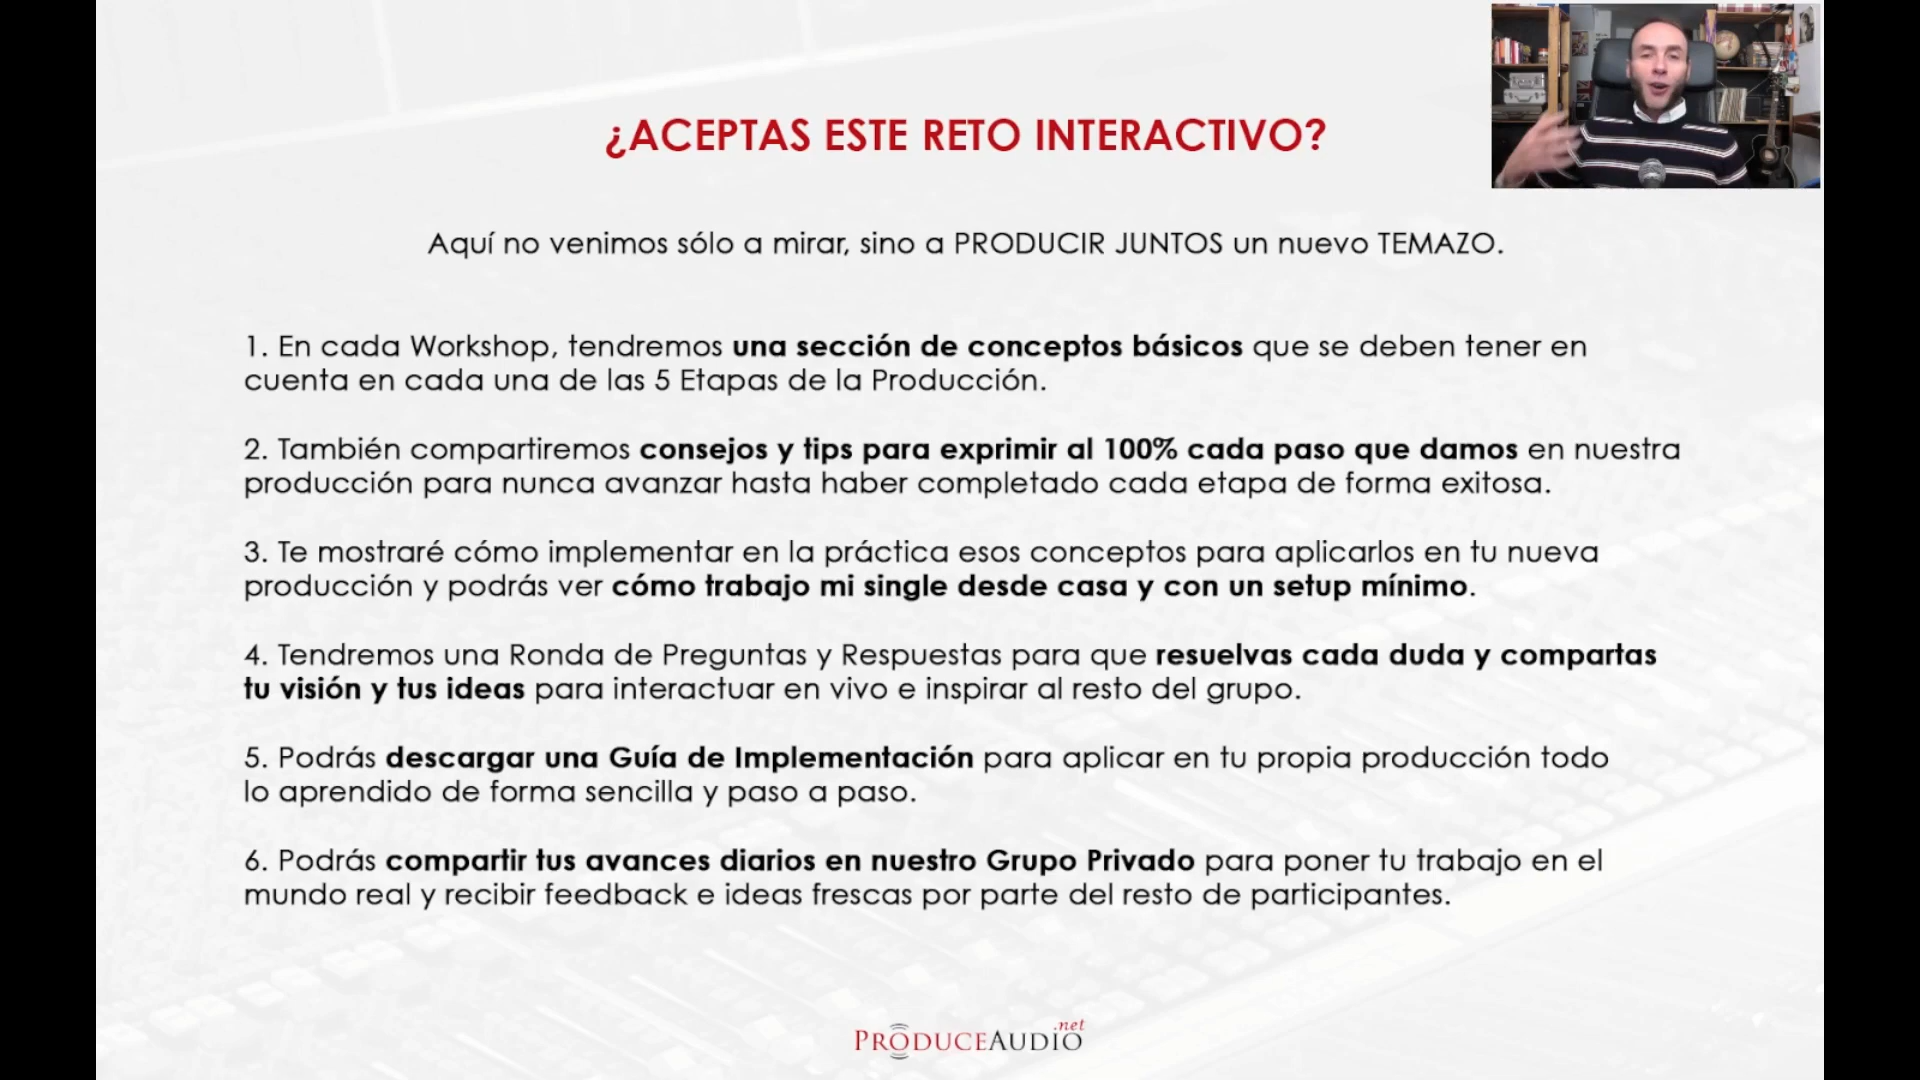 ¿ACEPTAS ESTE RETO INTERACTIVO?
Aquí no venimos sólo a mirar, sino a PRODUCIR JUNTOS un nuevo TEMAZO.
1. En cada Workshop, tendremos una sección de conceptos básicos que se deben tener en
cuenta en cada una de las 5 Etapas de la Producción.
2. También compartiremos consejos y tips para exprimir al 100% cada paso que damos en nuestra
producción para nunca avanzar hasta haber completado cada etapa de forma exitosa.
3. Te mostraré cómo implementar en la práctica esos conceptos para aplicarlos en tu nueva
producción y podrás ver cómo trabajo mi single desde casa y con un setup mínimo.
4. Tendremos una Ronda de Preguntas y Respuestas para que resuelvas cada duda y compartas
tu visión y tus ideas para interactuar en vivo e inspirar al resto del grupo.
5. Podrás descargar una Guía de Implementación para aplicar en tu propia producción todo
lo aprendido de forma sencilla y paso a paso.
6. Podrás compartir tus avances diarios en nuestro Grupo Privado para poner tu trabajo en el
mundo real y recibir feedback e ideas frescas por parte del resto de participantes.
PRODUCEAUDIO.net